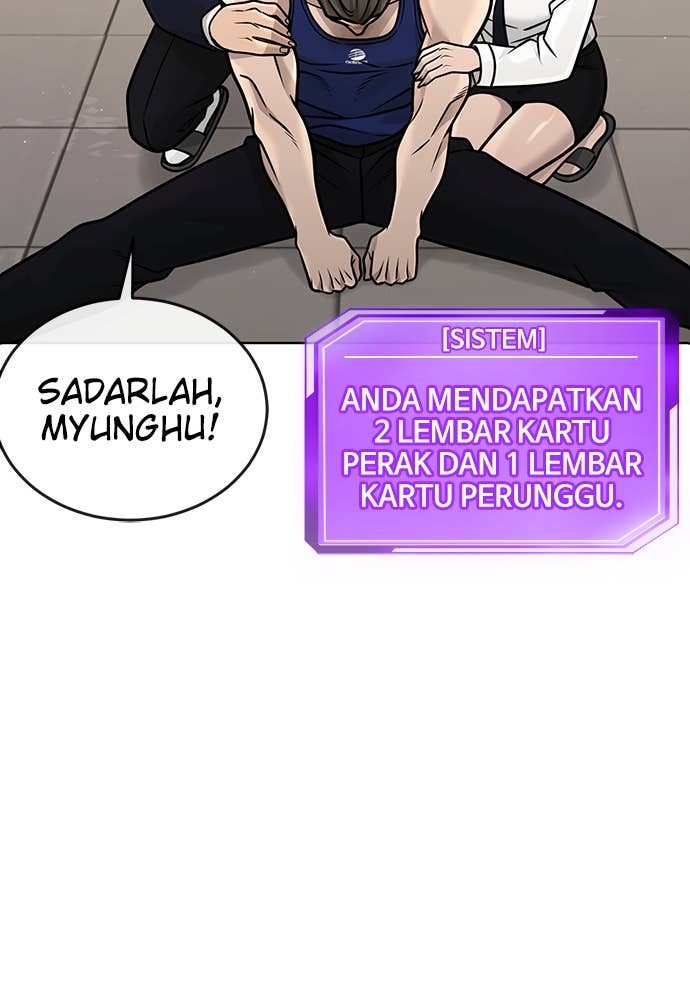 [SISTEM]
SADARLAH,
MYUNGHU!
ANDA MENDAPATKAN
2 LEMBAR KARTU
PERAK DAN 1 LEMBAR
KARTU PERUNGGU.